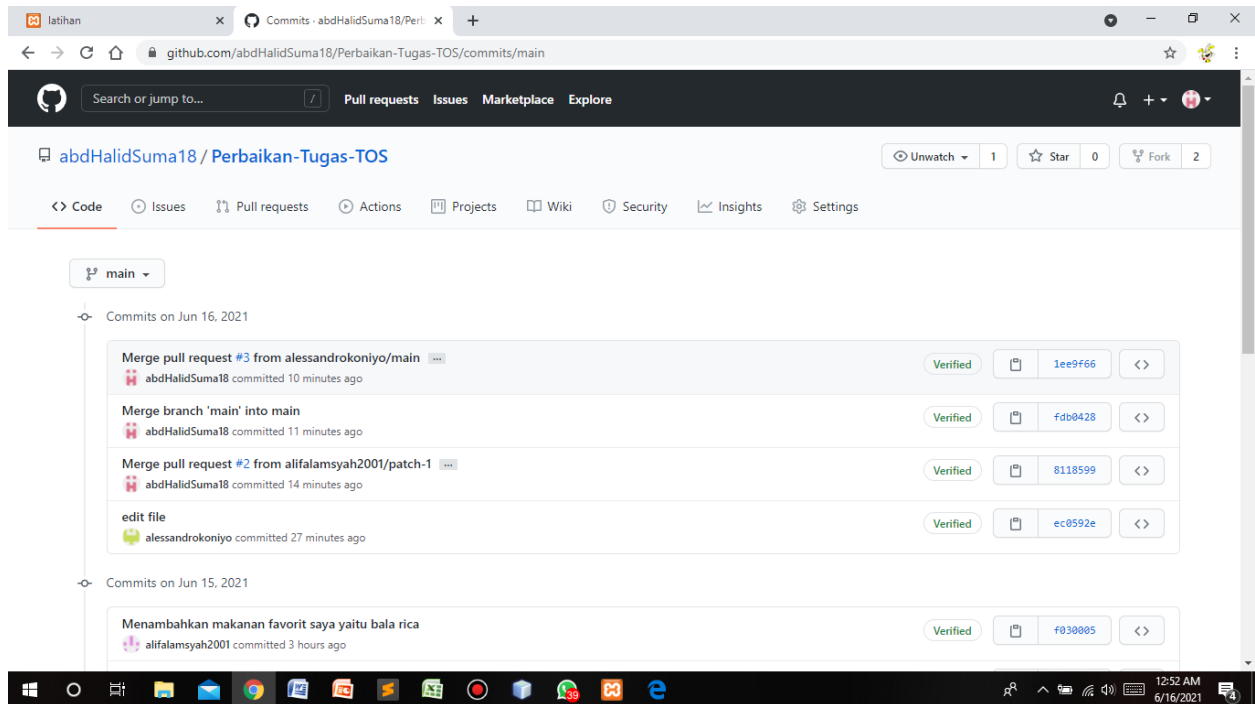 latihan
Commits · abdHalidSuma18/Perb
github.com/abdHalidSuma18/Perbaikan-Tugas-TOS/commits/main
Search or jump to... / Pull requests Issues Marketplace Explore
abdHalidSuma18 / Perbaikan-Tugas-TOS Unwatch 1 Star 0 Fork 2
<> Code Issues Pull requests Actions Projects Wiki Security Insights Settings
main
Commits on Jun 16, 2021
Merge pull request #3 from alessandrokoniyo/main ...
abdHalidSuma18 committed 10 minutes ago
Verified 1ee9f66 <>
Merge branch 'main' into main
abdHalidSuma18 committed 11 minutes ago
Verified fdb0428 <>
Merge pull request #2 from alifalamsyah2001/patch-1 ...
abdHalidSuma18 committed 14 minutes ago
Verified 8118599 <>
edit file
alessandrokoniyo committed 27 minutes ago
Verified ec0592e <>
Commits on Jun 15, 2021
Menambahkan makanan favorit saya yaitu bala rica
alifalamsyah2001 committed 3 hours ago
Verified f030005 <>
39
12:52 AM
6/16/2021
4